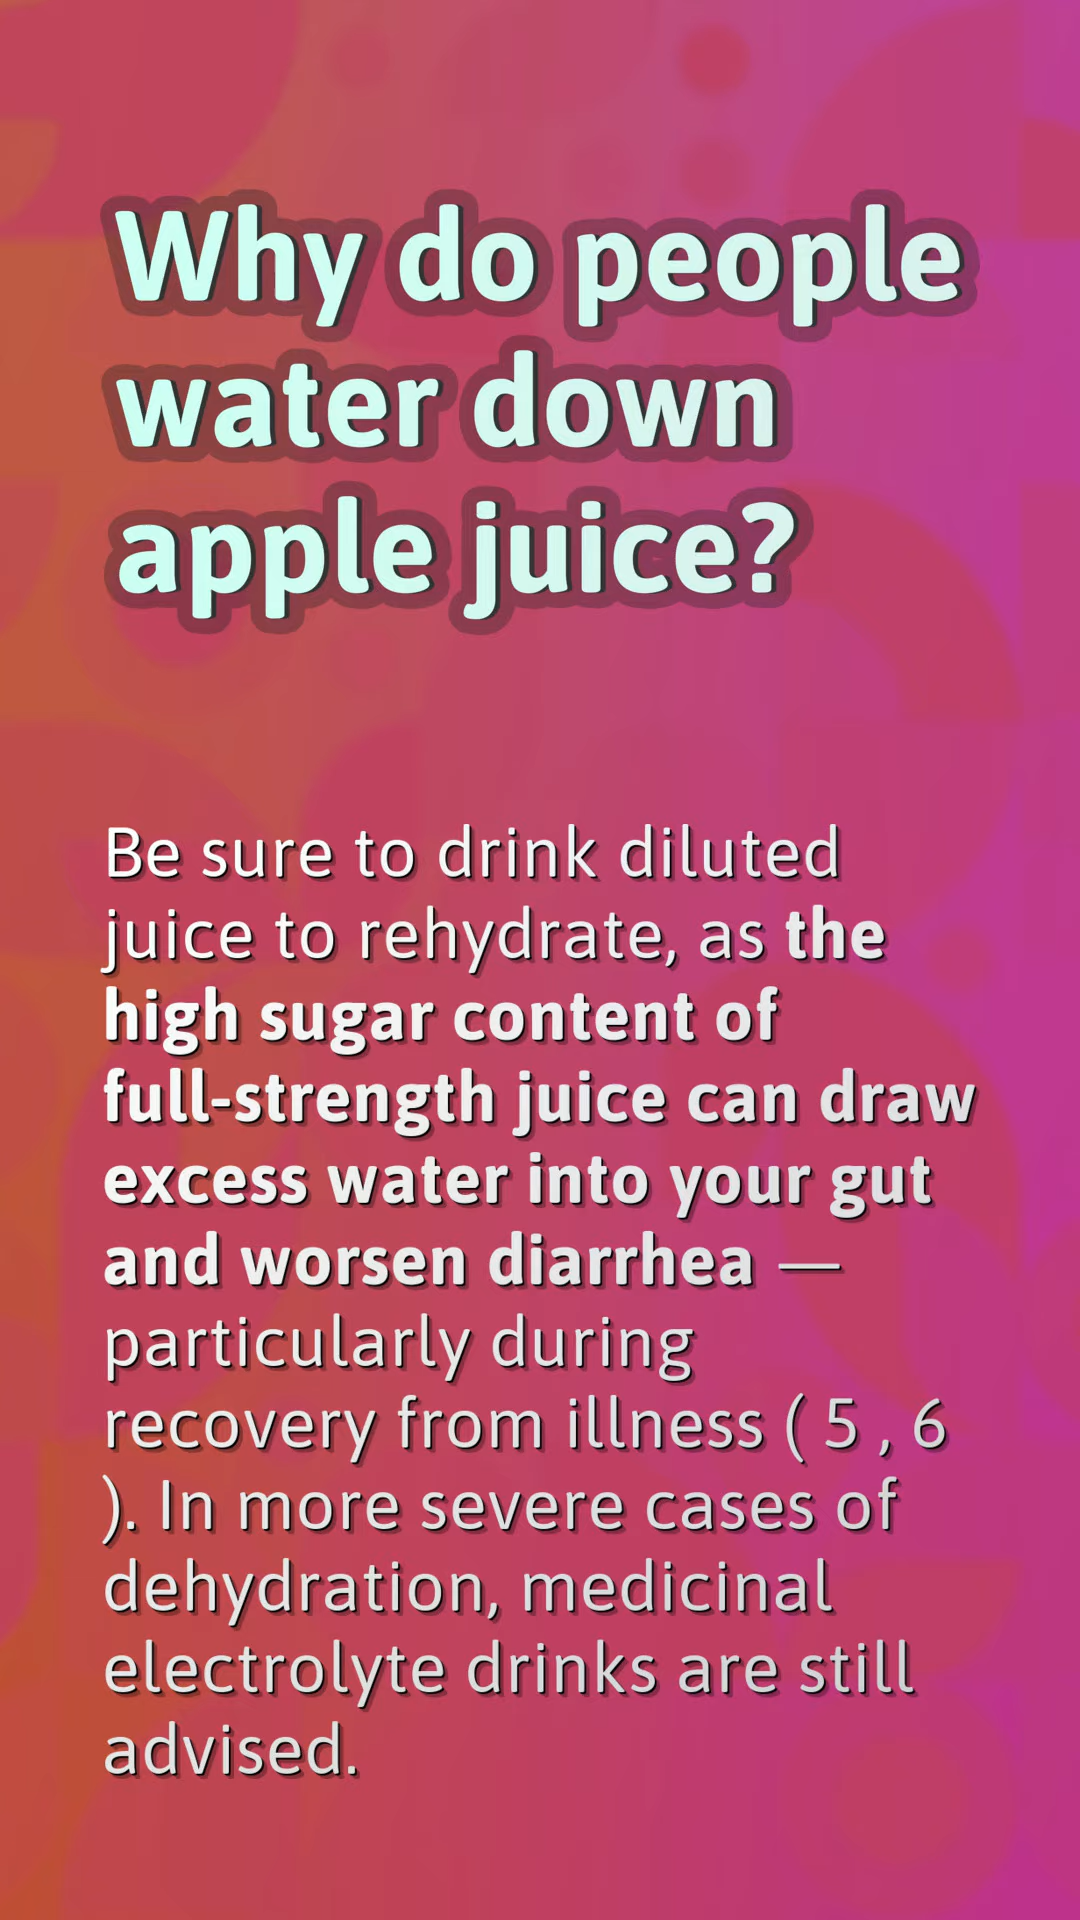 Why do people
water down
apple juice?
Be sure to drink diluted
juice to rehydrate, as the
high sugar content of
full-strength juice can draw
excess water into your gut
and worsen diarrhea —
particularly during
recovery from illness ( 5 , 6
). In more severe cases of
dehydration, medicinal
electrolyte drinks are still
advised.